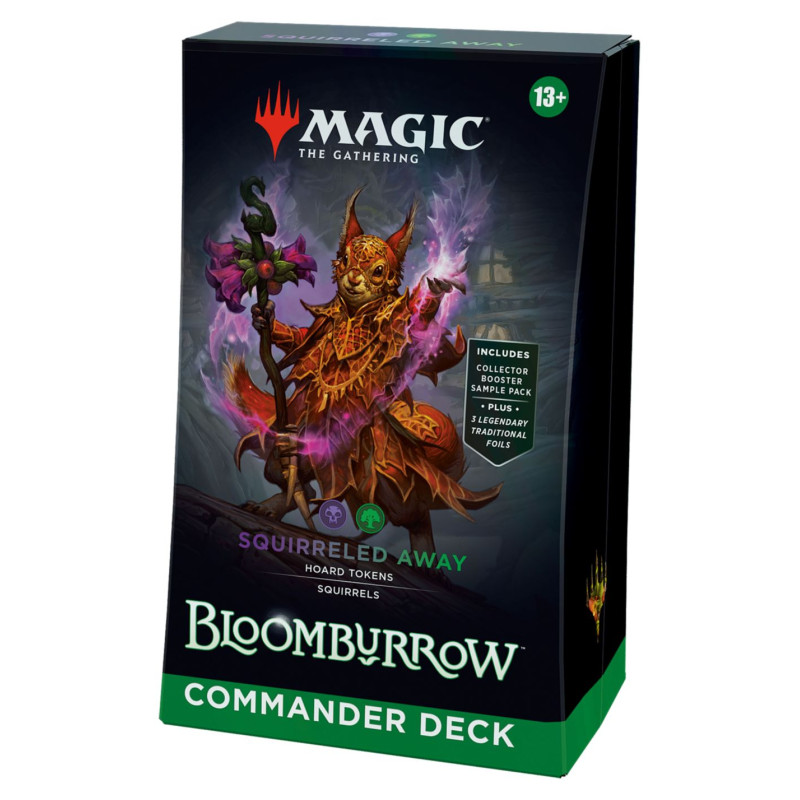 SQUIRRELED AWAY
13+
MAGIC
THE GATHERING
INCLUDES
COLLECTOR
BOOSTER
SAMPLE PACK
• PLUS •
3 LEGENDARY
TRADITIONAL
FOILS
SQUIRRELED AWAY
HOARD TOKENS
SQUIRRELS
BLOOMBURROW™
COMMANDER DECK